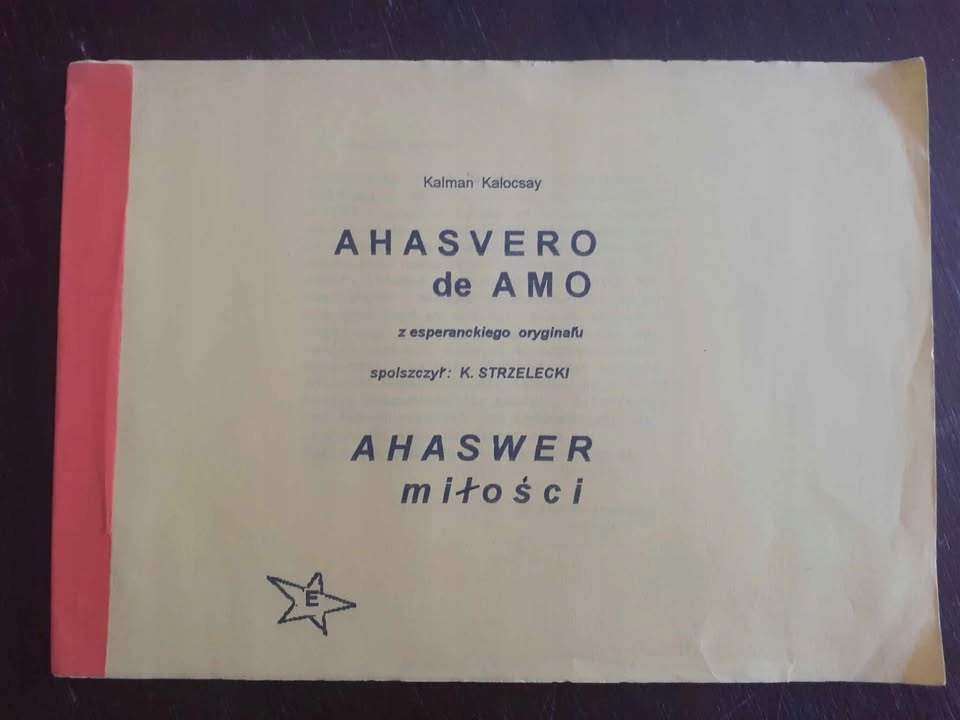 Kalman Kalocsay
AHASVERO
de AMO
z esperanckiego oryginału
spolszczył: K. STRZELECKI
AHASWER
miłości
E